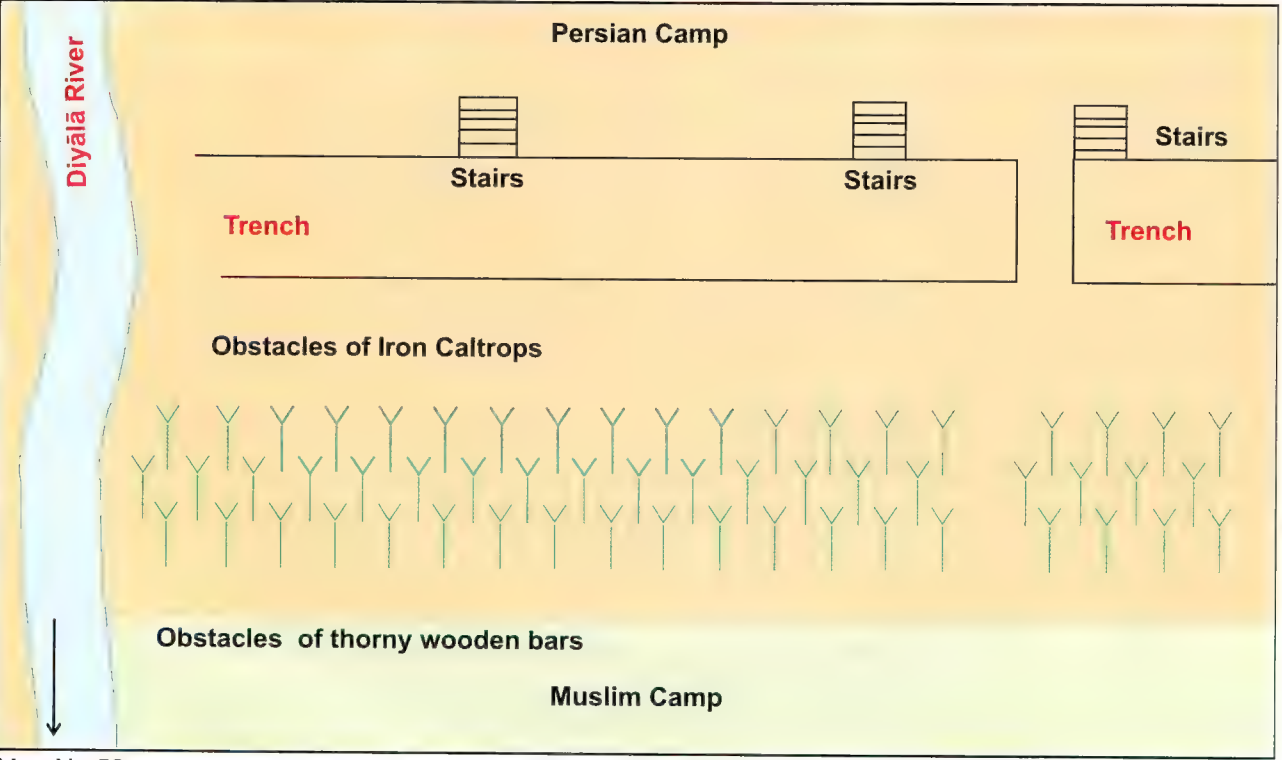 Persian Camp
Diyālā River
Stairs
Stairs
Stairs
Trench
Trench
Obstacles of Iron Caltrops
Obstacles of thorny wooden bars
Muslim Camp